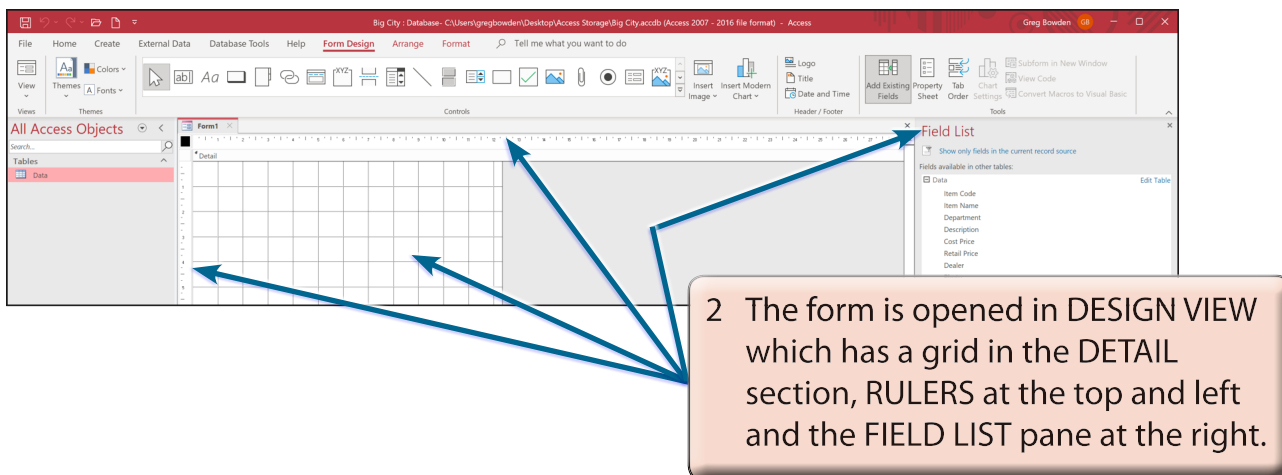 Big City : Database- C:\Users\gregbowden\Desktop\Access Storage\Big City.accdb (Access 2007 - 2016 file format) - Access
Greg Bowden GB
File Home Create External Data Database Tools Help Form Design Arrange Format Tell me what you want to do
View
Views
Aa
Themes
Colors
A Fonts
Themes
ab| Aa XYZ XYZ
Controls
Insert Image
Insert Modern Chart
Logo
Title
Date and Time
Header / Footer
Add Existing Fields
Property Sheet
Tab Order
Chart Settings
Subform in New Window
View Code
Convert Macros to Visual Basic
Tools
All Access Objects
Search...
Tables
Data
Form1
Detail
Field List
Show only fields in the current record source
Fields available in other tables:
Data Edit Table
Item Code
Item Name
Department
Description
Cost Price
Retail Price
Dealer
2 The form is opened in DESIGN VIEW
which has a grid in the DETAIL
section, RULERS at the top and left
and the FIELD LIST pane at the right.